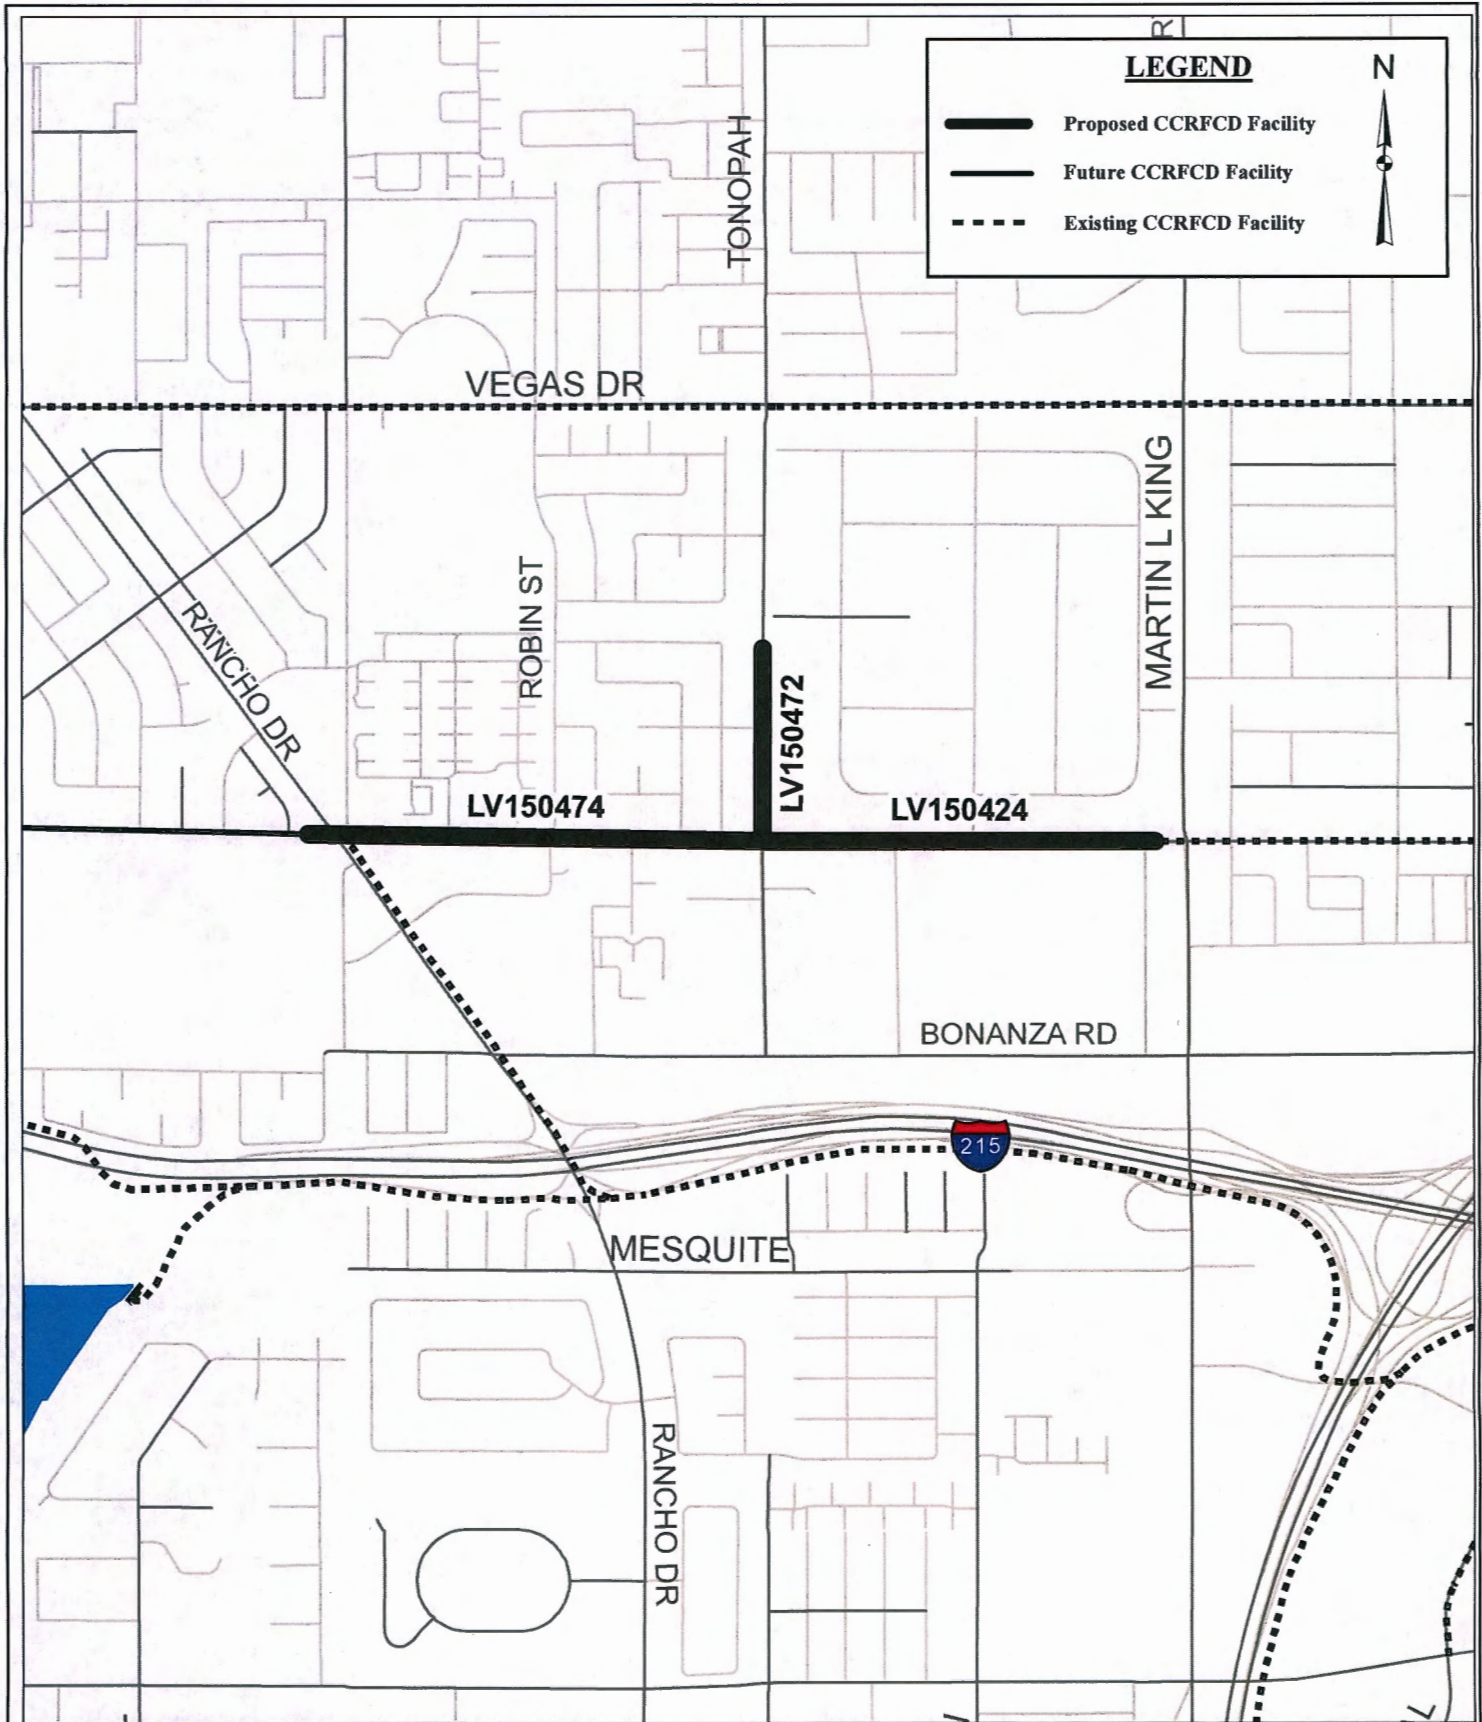 R
LEGEND
N
Proposed CCRFCD Facility
Future CCRFCD Facility
Existing CCRFCD Facility
TONOPAH
VEGAS DR
MARTIN L KING
ROBIN ST
RANCHO DR
LV150472
LV150474
LV150424
BONANZA RD
215
MESQUITE
RANCHO DR